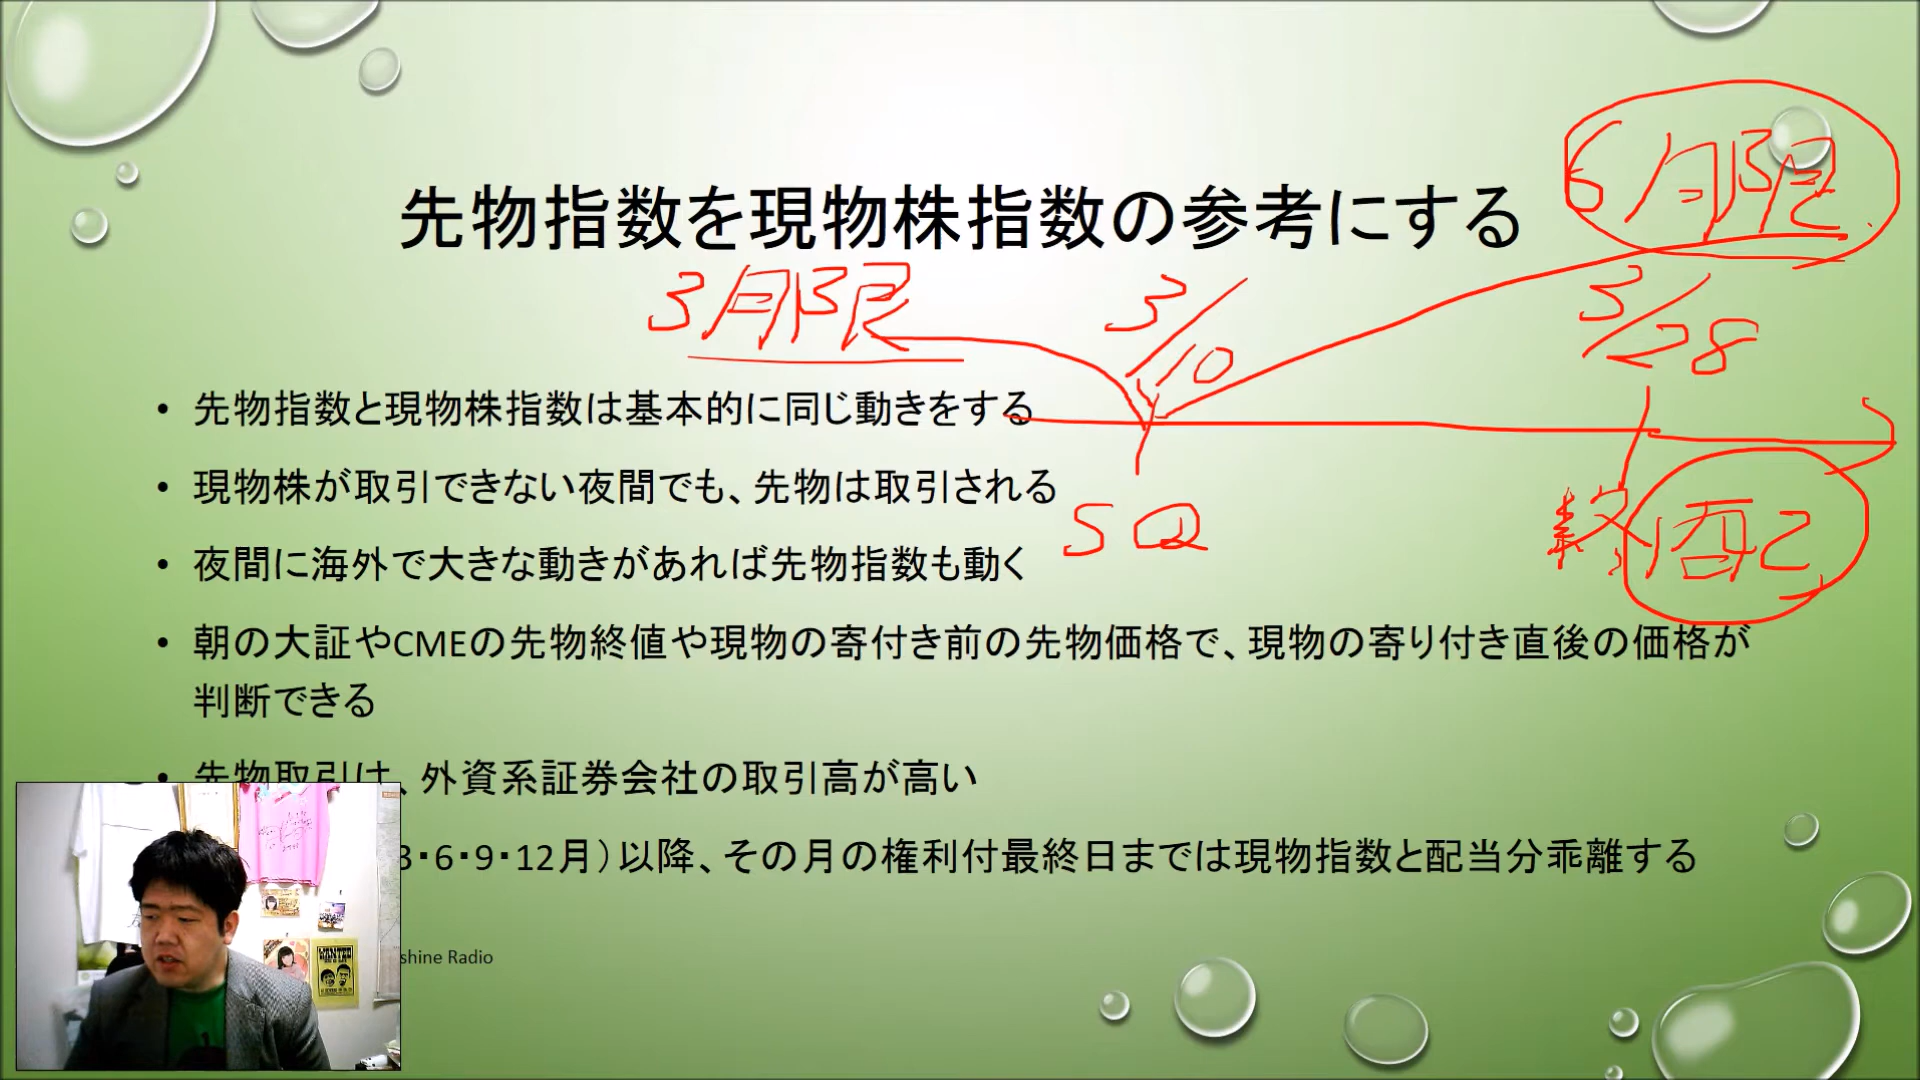 先物指数を現物株指数の参考にする
6月限
3月限
3/10
3/28
• 先物指数と現物株指数は基本的に同じ動きをする
• 現物株が取引できない夜間でも、先物は取引される
SQ
• 夜間に海外で大きな動きがあれば先物指数も動く
• 朝の大証やCMEの先物終値や現物の寄付き前の先物価格で、現物の寄り付き直後の価格が
判断できる
• 先物取引は、外資系証券会社の取引高が高い
3・6・9・12月）以降、その月の権利付最終日までは現物指数と配当分乖離する
shine Radio
WANTED